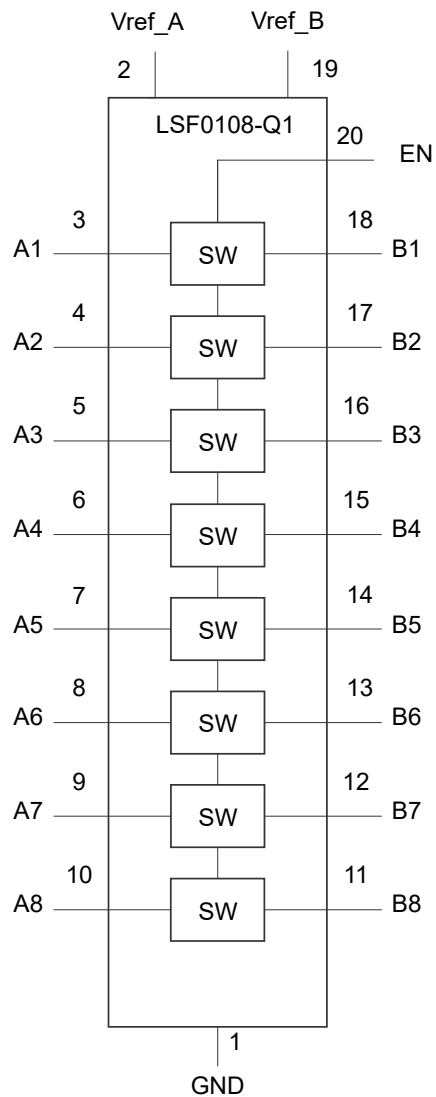 Vref_A Vref_B
2 19
LSF0108-Q1
20 EN
3 18
A1 SW B1
4 17
A2 SW B2
5 16
A3 SW B3
6 15
A4 SW B4
7 14
A5 SW B5
8 13
A6 SW B6
9 12
A7 SW B7
10 11
A8 SW B8
1
GND